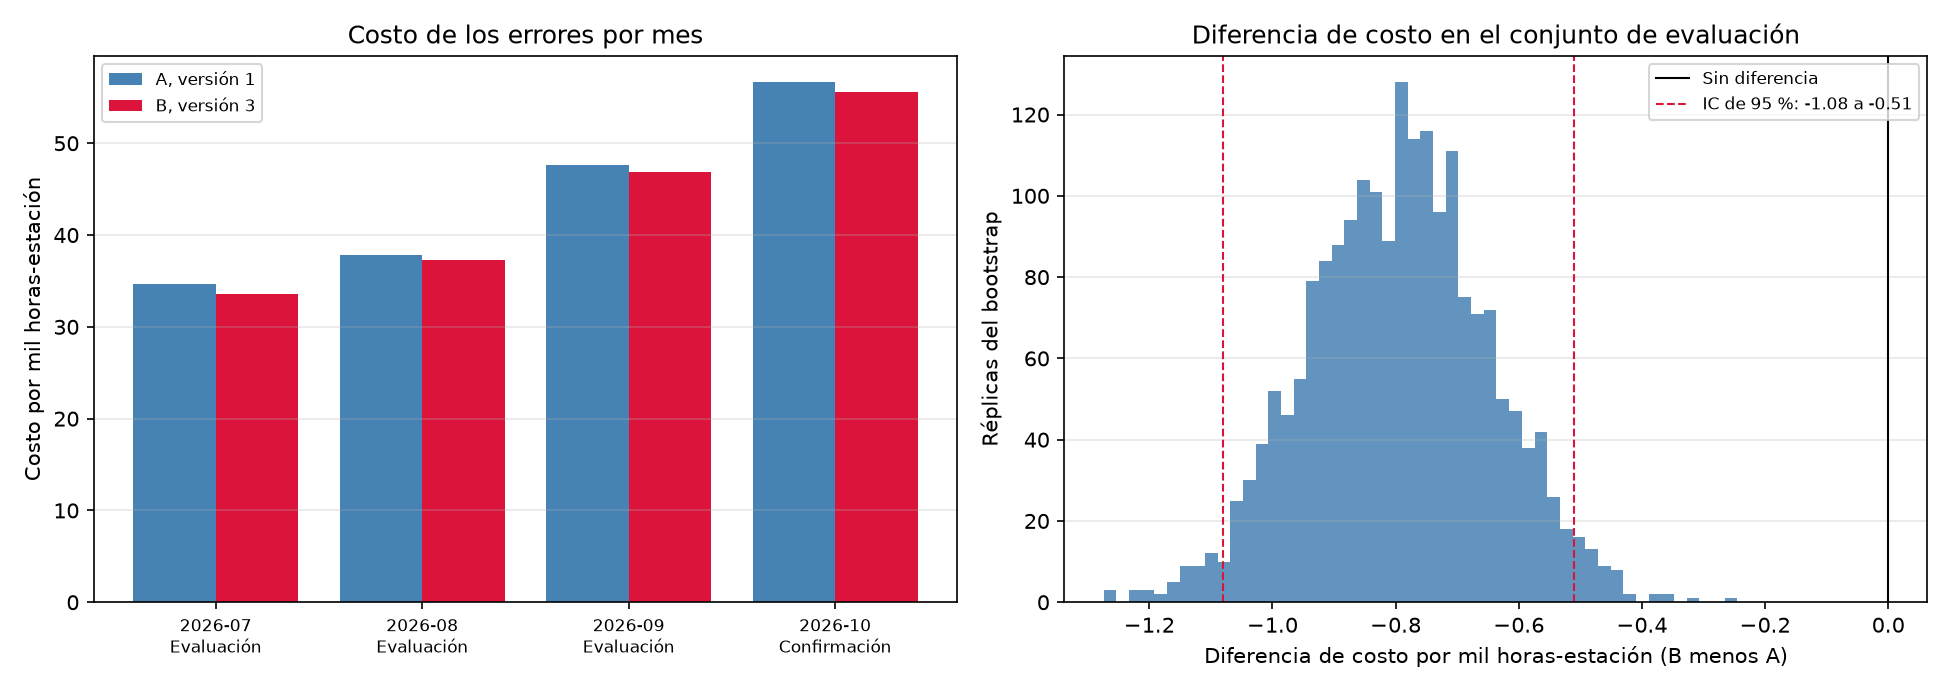 Costo de los errores por mes
A, versión 1
B, versión 3
Costo por mil horas-estación
50
40
30
20
10
0
2026-07
Evaluación
2026-08
Evaluación
2026-09
Evaluación
2026-10
Confirmación
Diferencia de costo en el conjunto de evaluación
Sin diferencia
IC de 95 %: -1.08 a -0.51
Réplicas del bootstrap
120
100
80
60
40
20
0
−1.2
−1.0
−0.8
−0.6
−0.4
−0.2
0.0
Diferencia de costo por mil horas-estación (B menos A)